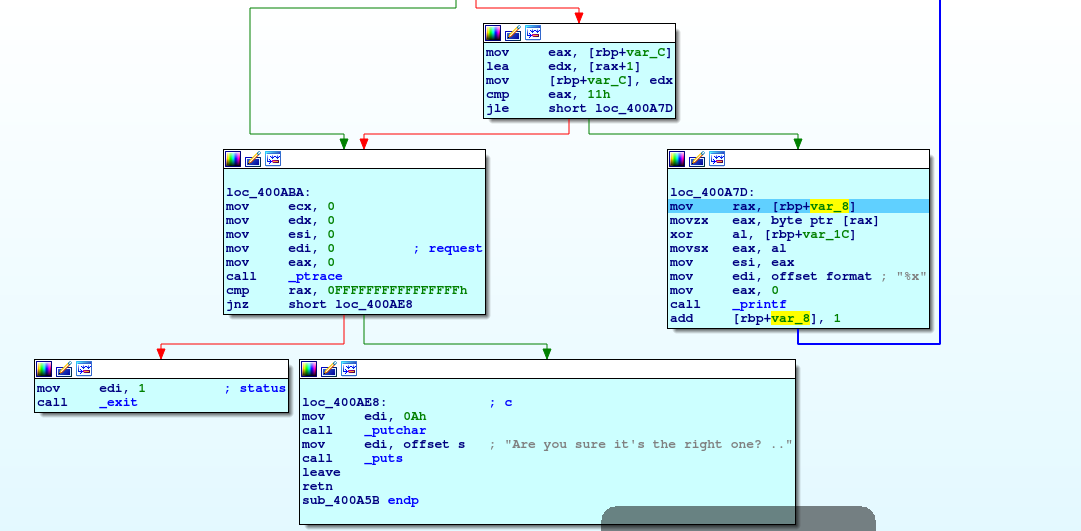 mov eax, [rbp+var_C]
lea edx, [rax+1]
mov [rbp+var_C], edx
cmp eax, 11h
jle short loc_400A7D
loc_400ABA:
mov ecx, 0
mov edx, 0
mov esi, 0
mov edi, 0 ; request
mov eax, 0
call _ptrace
cmp rax, 0FFFFFFFFFFFFFFFFh
jnz short loc_400AE8
loc_400A7D:
mov rax, [rbp+var_8]
movzx eax, byte ptr [rax]
xor al, [rbp+var_1C]
movsx eax, al
mov esi, eax
mov edi, offset format ; "%x"
mov eax, 0
call _printf
add [rbp+var_8], 1
mov edi, 1 ; status
call _exit
loc_400AE8: ; c
mov edi, 0Ah
call _putchar
mov edi, offset s ; "Are you sure it's the right one? .."
call _puts
leave
retn
sub_400A5B endp